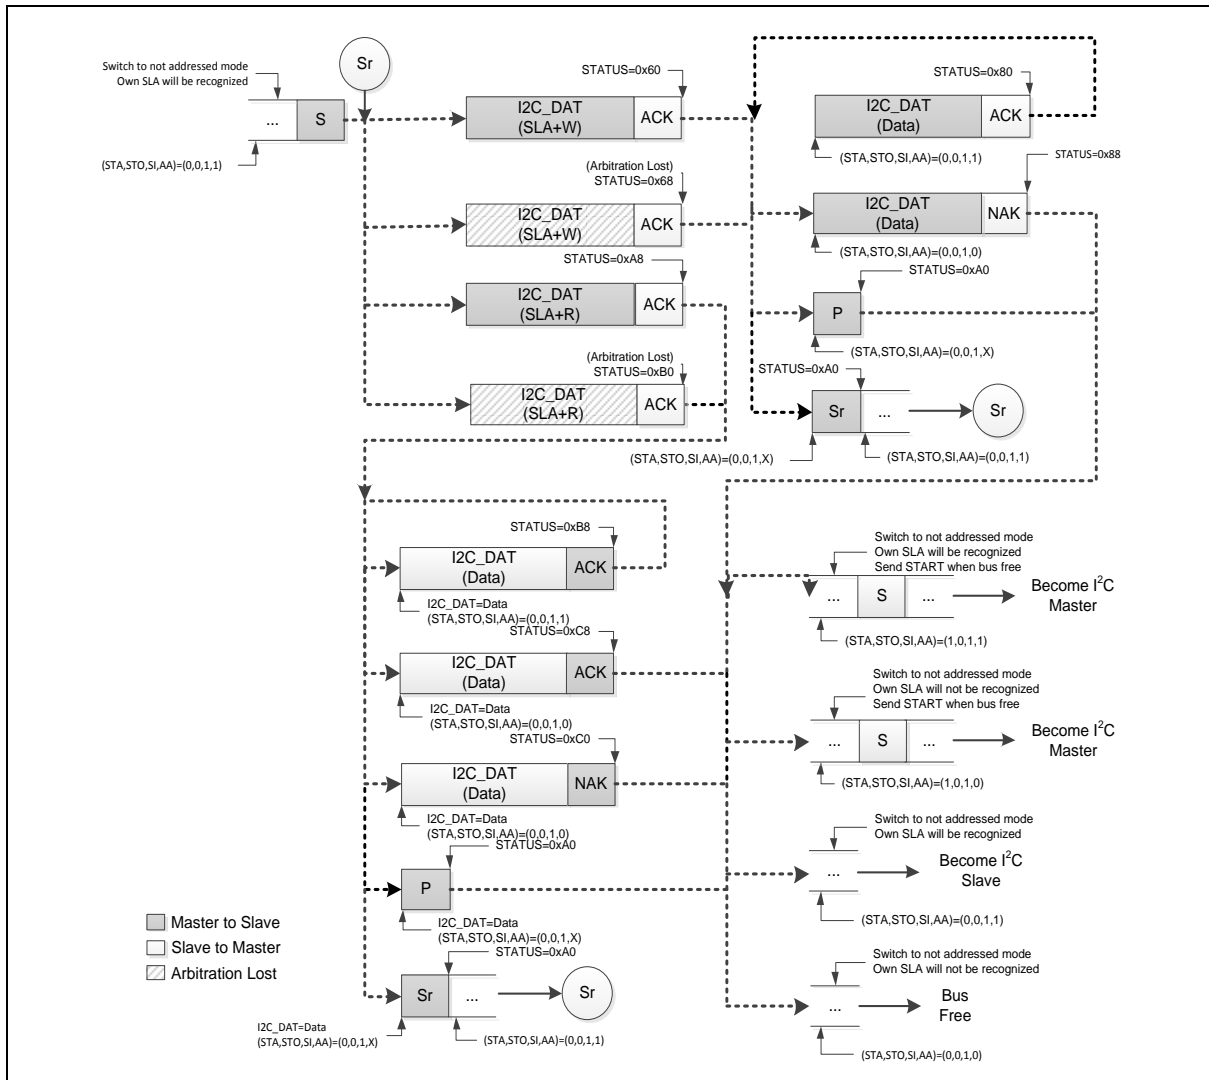 Switch to not addressed mode
Own SLA will be recognized
Sr
...
S
(STA,STO,SI,AA)=(0,0,1,1)
STATUS=0x60
I2C_DAT
(SLA+W)
ACK
(Arbitration Lost)
STATUS=0x68
I2C_DAT
(SLA+W)
ACK
STATUS=0xA8
I2C_DAT
(SLA+R)
ACK
(Arbitration Lost)
STATUS=0xB0
I2C_DAT
(SLA+R)
ACK
STATUS=0x80
I2C_DAT
(Data)
ACK
(STA,STO,SI,AA)=(0,0,1,1)
STATUS=0x88
I2C_DAT
(Data)
NAK
(STA,STO,SI,AA)=(0,0,1,0)
STATUS=0xA0
P
(STA,STO,SI,AA)=(0,0,1,X)
STATUS=0xA0
Sr
...
Sr
(STA,STO,SI,AA)=(0,0,1,X)
(STA,STO,SI,AA)=(0,0,1,1)
STATUS=0xB8
I2C_DAT
(Data)
ACK
I2C_DAT=Data
(STA,STO,SI,AA)=(0,0,1,1)
STATUS=0xC8
I2C_DAT
(Data)
ACK
I2C_DAT=Data
(STA,STO,SI,AA)=(0,0,1,0)
STATUS=0xC0
I2C_DAT
(Data)
NAK
I2C_DAT=Data
(STA,STO,SI,AA)=(0,0,1,0)
STATUS=0xA0
P
I2C_DAT=Data
(STA,STO,SI,AA)=(0,0,1,X)
STATUS=0xA0
Sr
...
Sr
I2C_DAT=Data
(STA,STO,SI,AA)=(0,0,1,X)
(STA,STO,SI,AA)=(0,0,1,1)
Switch to not addressed mode
Own SLA will be recognized
Send START when bus free
...
S
...
Become I²C
Master
(STA,STO,SI,AA)=(1,0,1,1)
Switch to not addressed mode
Own SLA will not be recognized
Send START when bus free
...
S
...
Become I²C
Master
(STA,STO,SI,AA)=(1,0,1,0)
Switch to not addressed mode
Own SLA will be recognized
...
Become I²C
Slave
(STA,STO,SI,AA)=(0,0,1,1)
Switch to not addressed mode
Own SLA will not be recognized
...
Bus
Free
(STA,STO,SI,AA)=(0,0,1,0)
Master to Slave
Slave to Master
Arbitration Lost